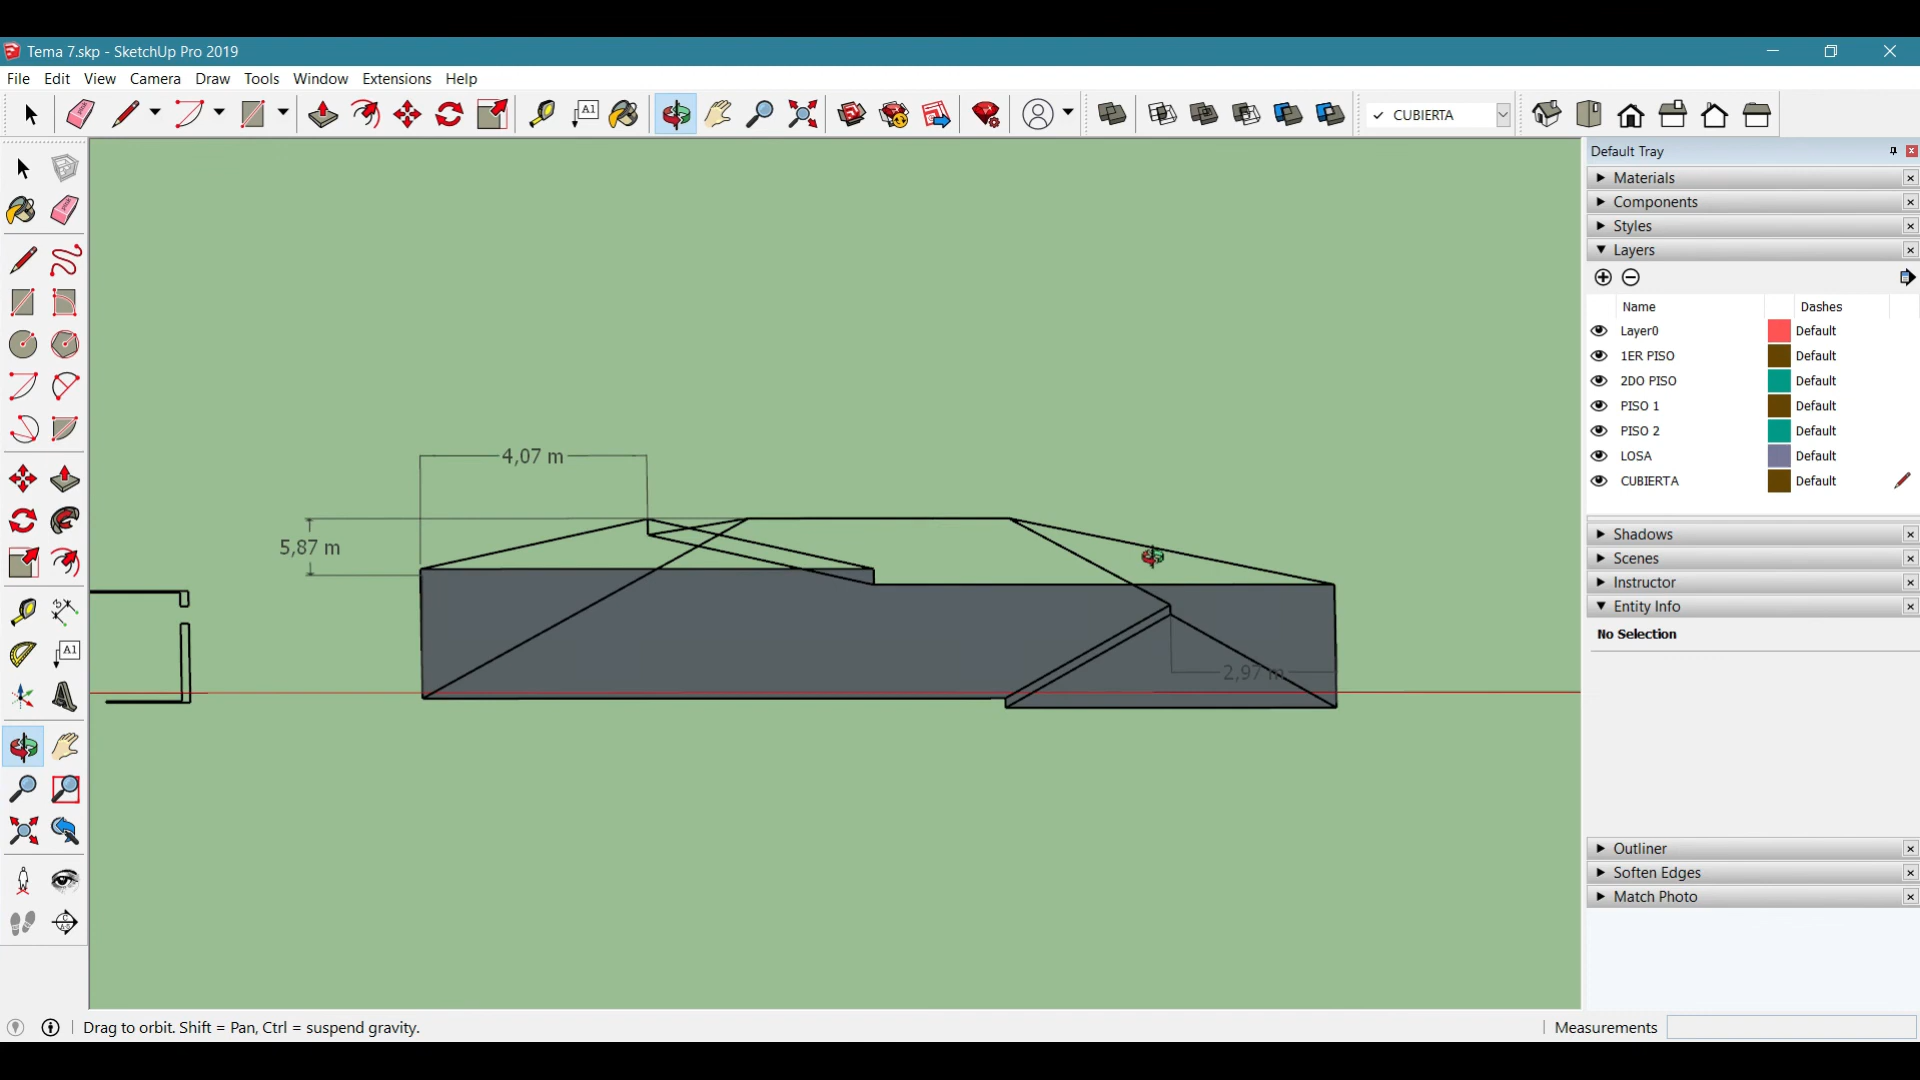 Tema 7.skp - SketchUp Pro 2019
File Edit View Camera Draw Tools Window Extensions Help
A1
CUBIERTA
Default Tray
Materials
Components
Styles
Layers
Name Dashes
Layer0 Default
1ER PISO Default
2DO PISO Default
PISO 1 Default
PISO 2 Default
LOSA Default
CUBIERTA Default
Shadows
Scenes
Instructor
Entity Info
No Selection
Outliner
Soften Edges
Match Photo
A1
4,07 m
5,87 m
2,97 m
Drag to orbit. Shift = Pan, Ctrl = suspend gravity.
Measurements